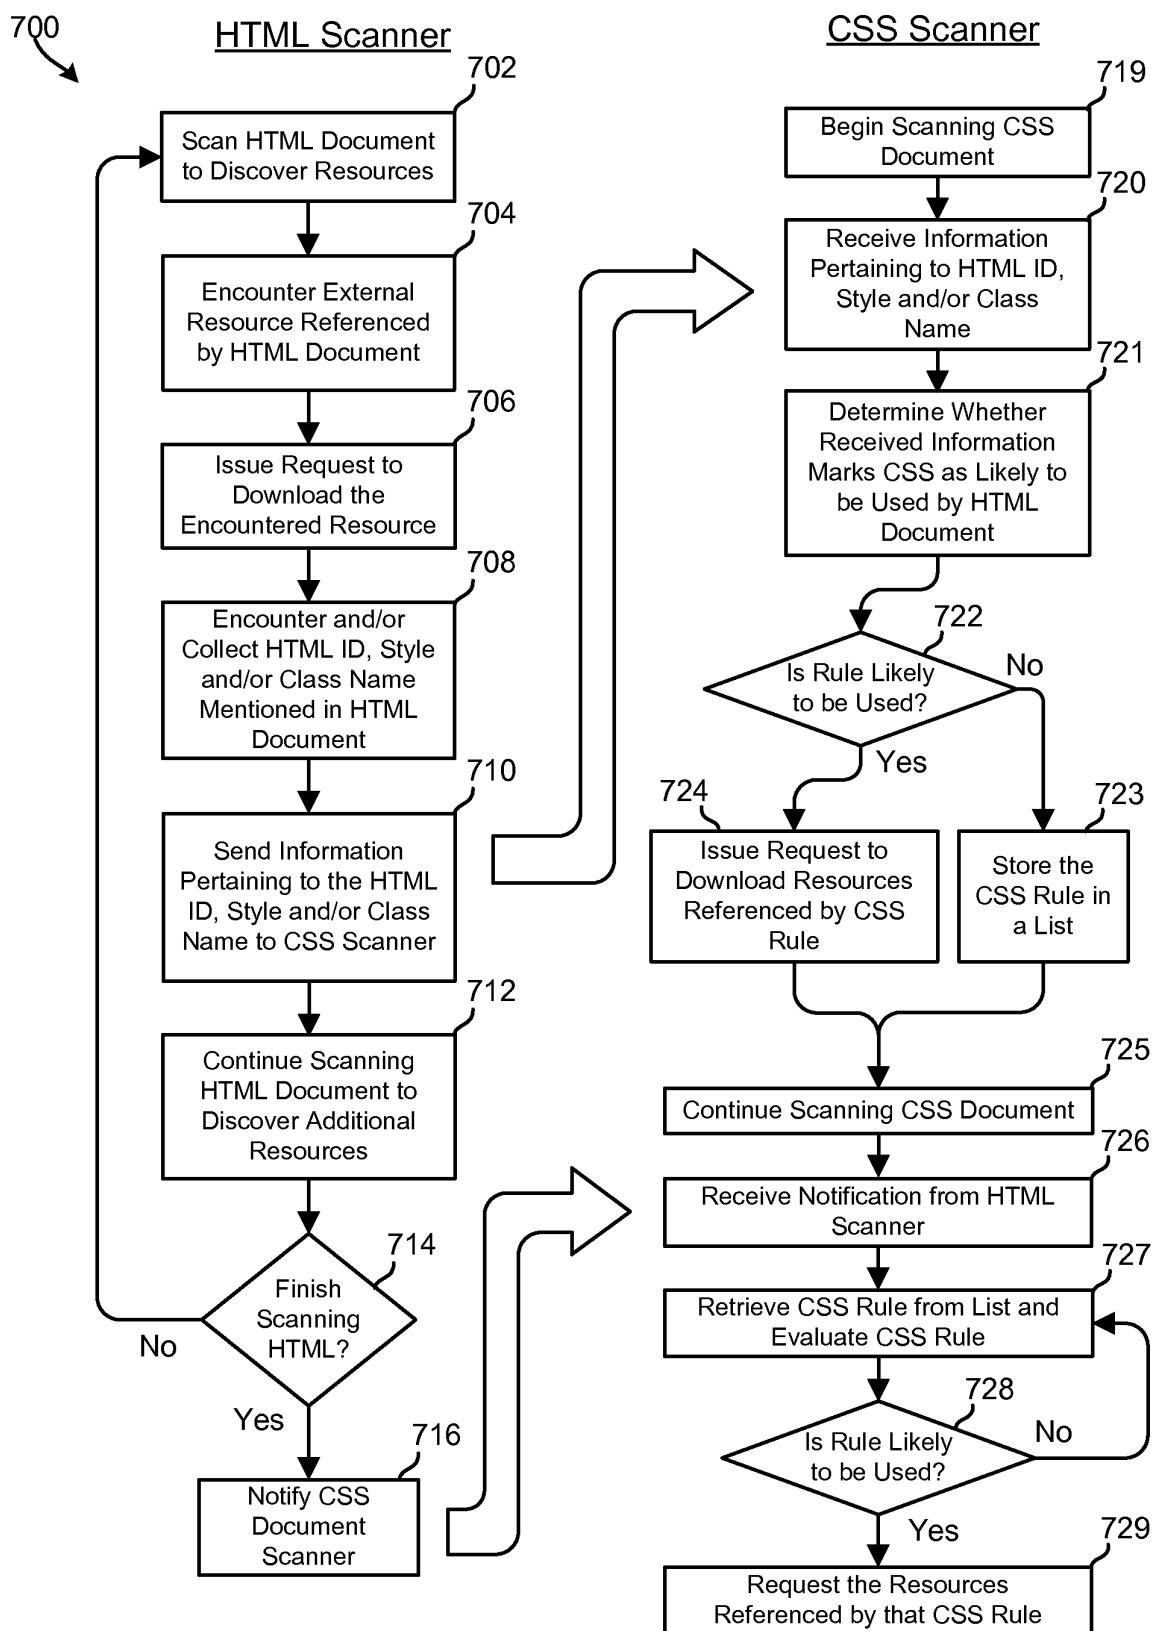 700
HTML Scanner
702
Scan HTML Document
to Discover Resources
704
Encounter External
Resource Referenced
by HTML Document
706
Issue Request to
Download the
Encountered Resource
708
Encounter and/or
Collect HTML ID, Style
and/or Class Name
Mentioned in HTML
Document
710
Send Information
Pertaining to the HTML
ID, Style and/or Class
Name to CSS Scanner
712
Continue Scanning
HTML Document to
Discover Additional
Resources
714
Finish
Scanning
HTML?
No
Yes
716
Notify CSS
Document
Scanner
CSS Scanner
719
Begin Scanning CSS
Document
720
Receive Information
Pertaining to HTML ID,
Style and/or Class
Name
721
Determine Whether
Received Information
Marks CSS as Likely to
be Used by HTML
Document
722
Is Rule Likely
to be Used?
No
Yes
724
Issue Request to
Download Resources
Referenced by CSS
Rule
723
Store the
CSS Rule in
a List
725
Continue Scanning CSS Document
726
Receive Notification from HTML
Scanner
727
Retrieve CSS Rule from List and
Evaluate CSS Rule
728
Is Rule Likely
to be Used?
No
Yes
729
Request the Resources
Referenced by that CSS Rule